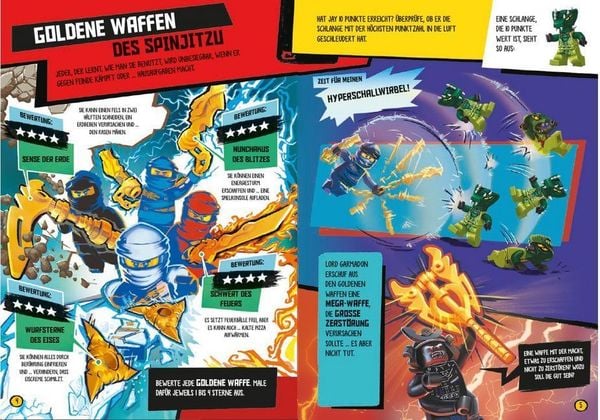 GOLDENE WAFFEN
DES SPINJITZU
JEDER, DER LERNT, WIE MAN SIE BENUTZT, WIRD UNBESIEGBAR, WENN ER
GEGEN FEINDE KÄMPFT ODER ... HAUSAUFGABEN MACHT.
BEWERTUNG:
SENSE DER ERDE
SIE KANN EINEN FELS IN ZWEI
HÄLFTEN SCHNEIDEN, EIN
ERDBEBEN VERURSACHEN UND ...
DEN RASEN MÄHEN.
BEWERTUNG:
NUNCHAKUS
DES BLITZES
SIE KÖNNEN EINEN
ENERGIESTURM
ERSCHAFFEN UND ... EINE
SPIELKONSOLE AUFLADEN.
BEWERTUNG:
WURFSTERNE
DES EISES
SIE KÖNNEN ALLES DURCH
BERÜHRUNG EINFRIEREN
UND ... VERHINDERN, DASS
EISCREME SCHMILZT.
BEWERTUNG:
SCHWERT DES
FEUERS
ES SETZT FEUERBÄLLE FREI, ABER
ES KANN AUCH ... KALTE PIZZA
AUFWÄRMEN.
BEWERTE JEDE GOLDENE WAFFE. MALE
DAFÜR JEWEILS 1 BIS 4 STERNE AUS.
4
HAT JAY 10 PUNKTE ERREICHT? ÜBERPRÜFE, OB ER DIE
SCHLANGE MIT DER HÖCHSTEN PUNKTZAHL IN DIE LUFT
GESCHLEUDERT HAT.
EINE SCHLANGE,
DIE 10 PUNKTE
WERT IST, SIEHT
SO AUS:
ZEIT FÜR MEINEN
HYPERSCHALLWIRBEL!
LORD GARMADON
ERSCHUF AUS
DEN GOLDENEN
WAFFEN EINE
MEGA-WAFFE,
DIE GROSSE
ZERSTÖRUNG
VERURSACHEN
SOLLTE ... ES ABER
NICHT TUT.
EINE WAFFE MIT DER MACHT,
ETWAS ZU ERSCHAFFEN UND
NICHT ZU ZERSTÖREN? WOZU
SOLL DIE GUT SEIN?
5